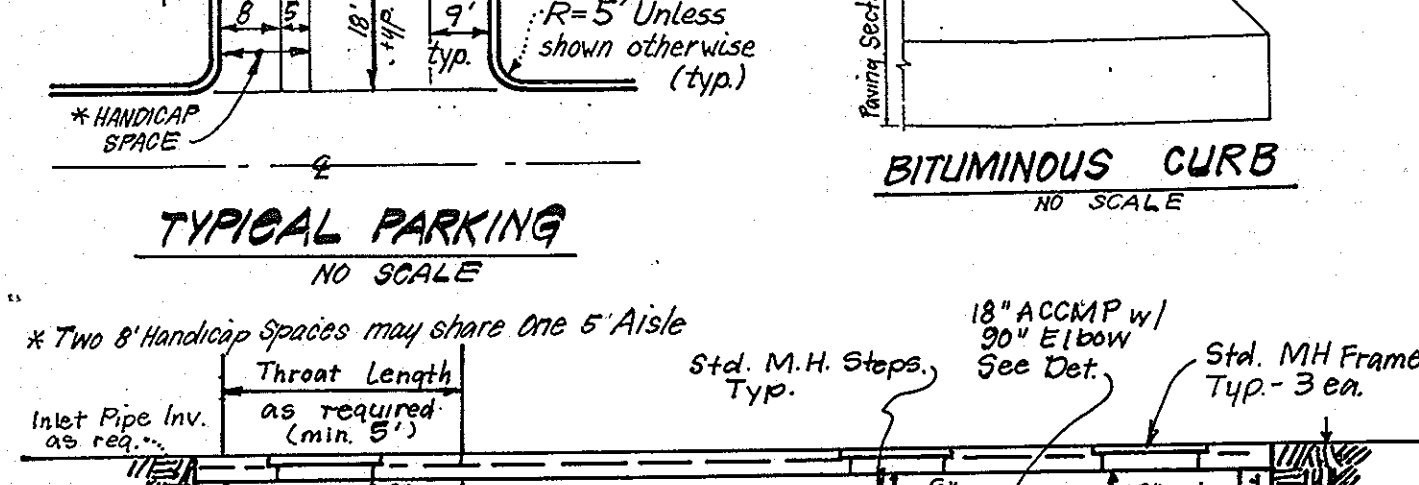 8 5
18'
typ.
9'
typ.
R=5' Unless
shown otherwise
(typ.)
* HANDICAP
SPACE
℄
TYPICAL PARKING
NO SCALE
Paving Sect.
BITUMINOUS CURB
NO SCALE
* Two 8' Handicap Spaces may share One 5' Aisle
Throat Length
as required
(min. 5')
Inlet Pipe Inv.
as req.
Std. M.H. Steps.
Typ.
18" ACCMP w/
90" Elbow
See Det.
Std. MH Frame
Typ.- 3 ea.